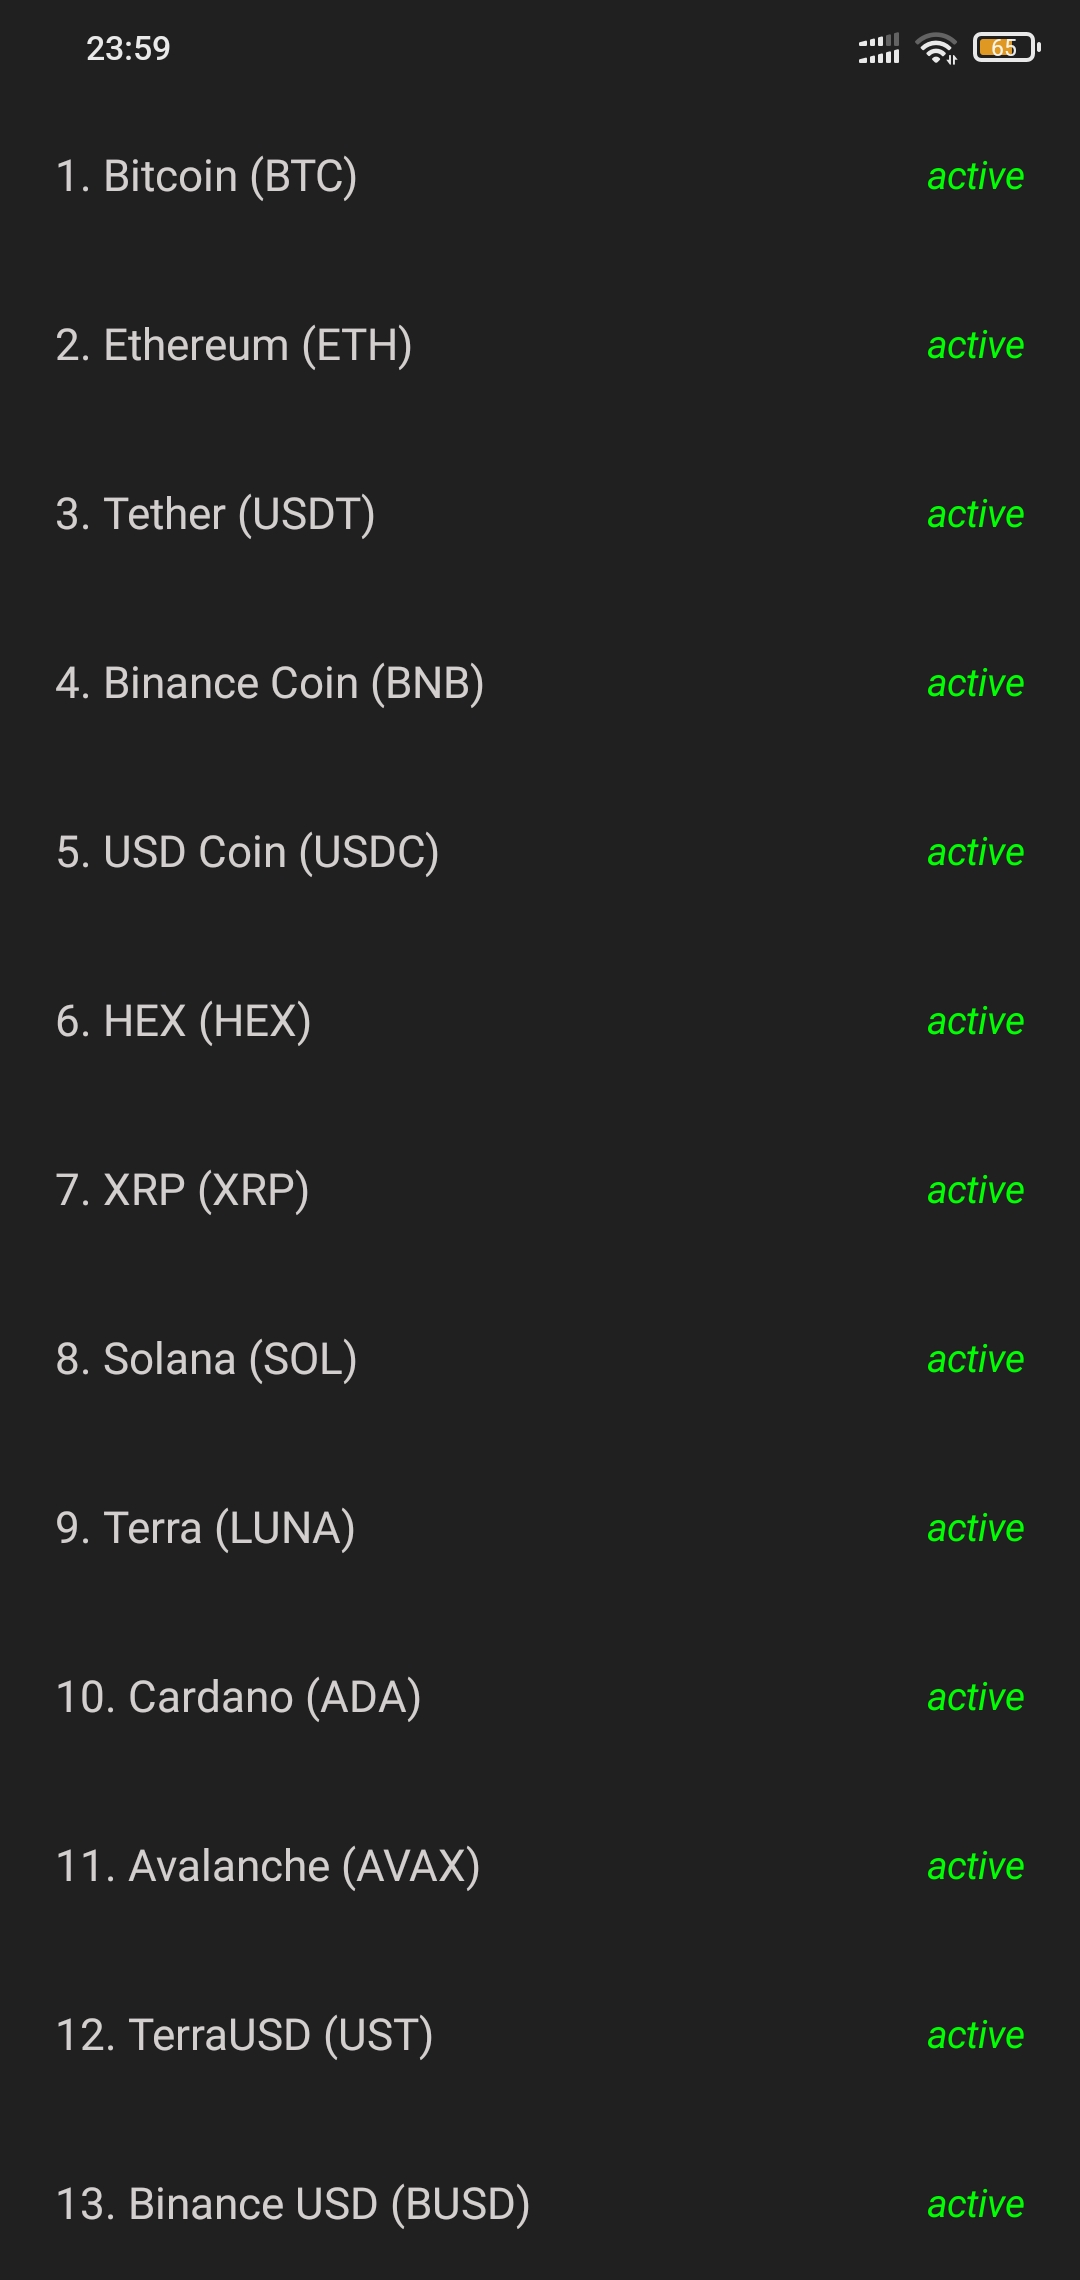 23:59 65
1. Bitcoin (BTC) active
2. Ethereum (ETH) active
3. Tether (USDT) active
4. Binance Coin (BNB) active
5. USD Coin (USDC) active
6. HEX (HEX) active
7. XRP (XRP) active
8. Solana (SOL) active
9. Terra (LUNA) active
10. Cardano (ADA) active
11. Avalanche (AVAX) active
12. TerraUSD (UST) active
13. Binance USD (BUSD) active